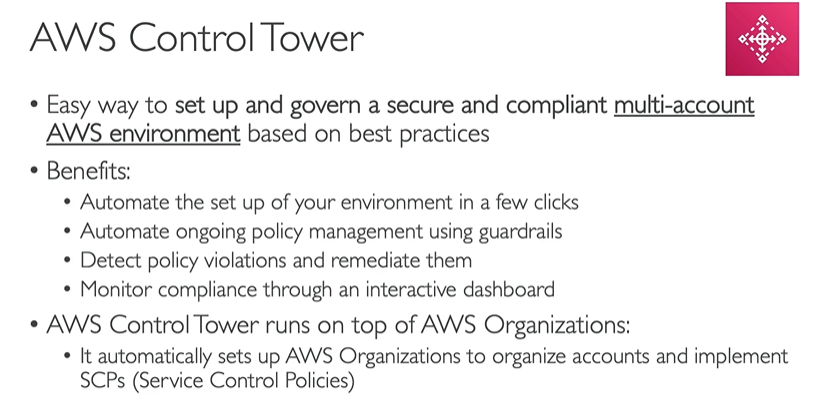 AWS Control Tower
• Easy way to set up and govern a secure and compliant multi-account
AWS environment based on best practices
• Benefits:
• Automate the set up of your environment in a few clicks
• Automate ongoing policy management using guardrails
• Detect policy violations and remediate them
• Monitor compliance through an interactive dashboard
• AWS Control Tower runs on top of AWS Organizations:
• It automatically sets up AWS Organizations to organize accounts and implement
SCPs (Service Control Policies)